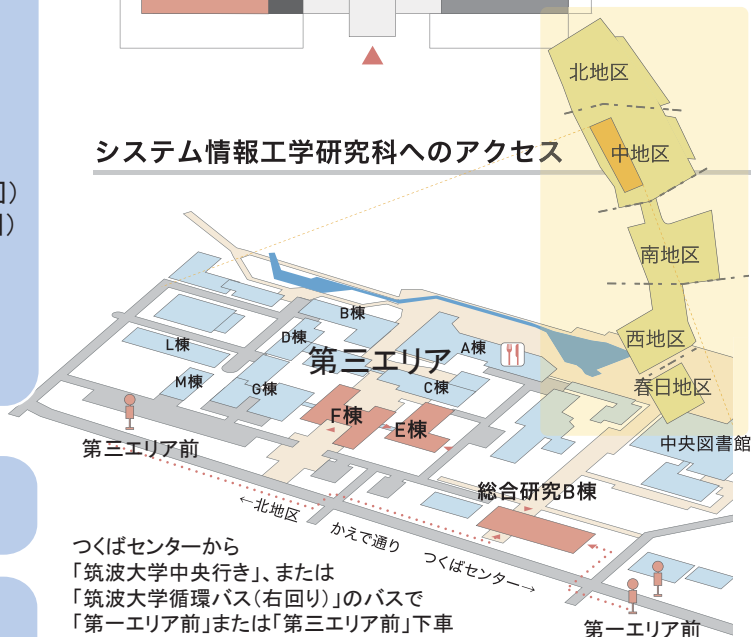 北地区
システム情報工学研究科へのアクセス
中地区
南地区
西地区
春日地区
B棟
D棟
L棟
第三エリア
A棟
M棟
G棟
C棟
F棟
E棟
第三エリア前
中央図書館
総合研究B棟
←北地区
かえで通り
つくばセンター→
つくばセンターから
「筑波大学中央行き」、または
「筑波大学循環バス(右回り)」のバスで
「第一エリア前」または「第三エリア前」下車
第一エリア前